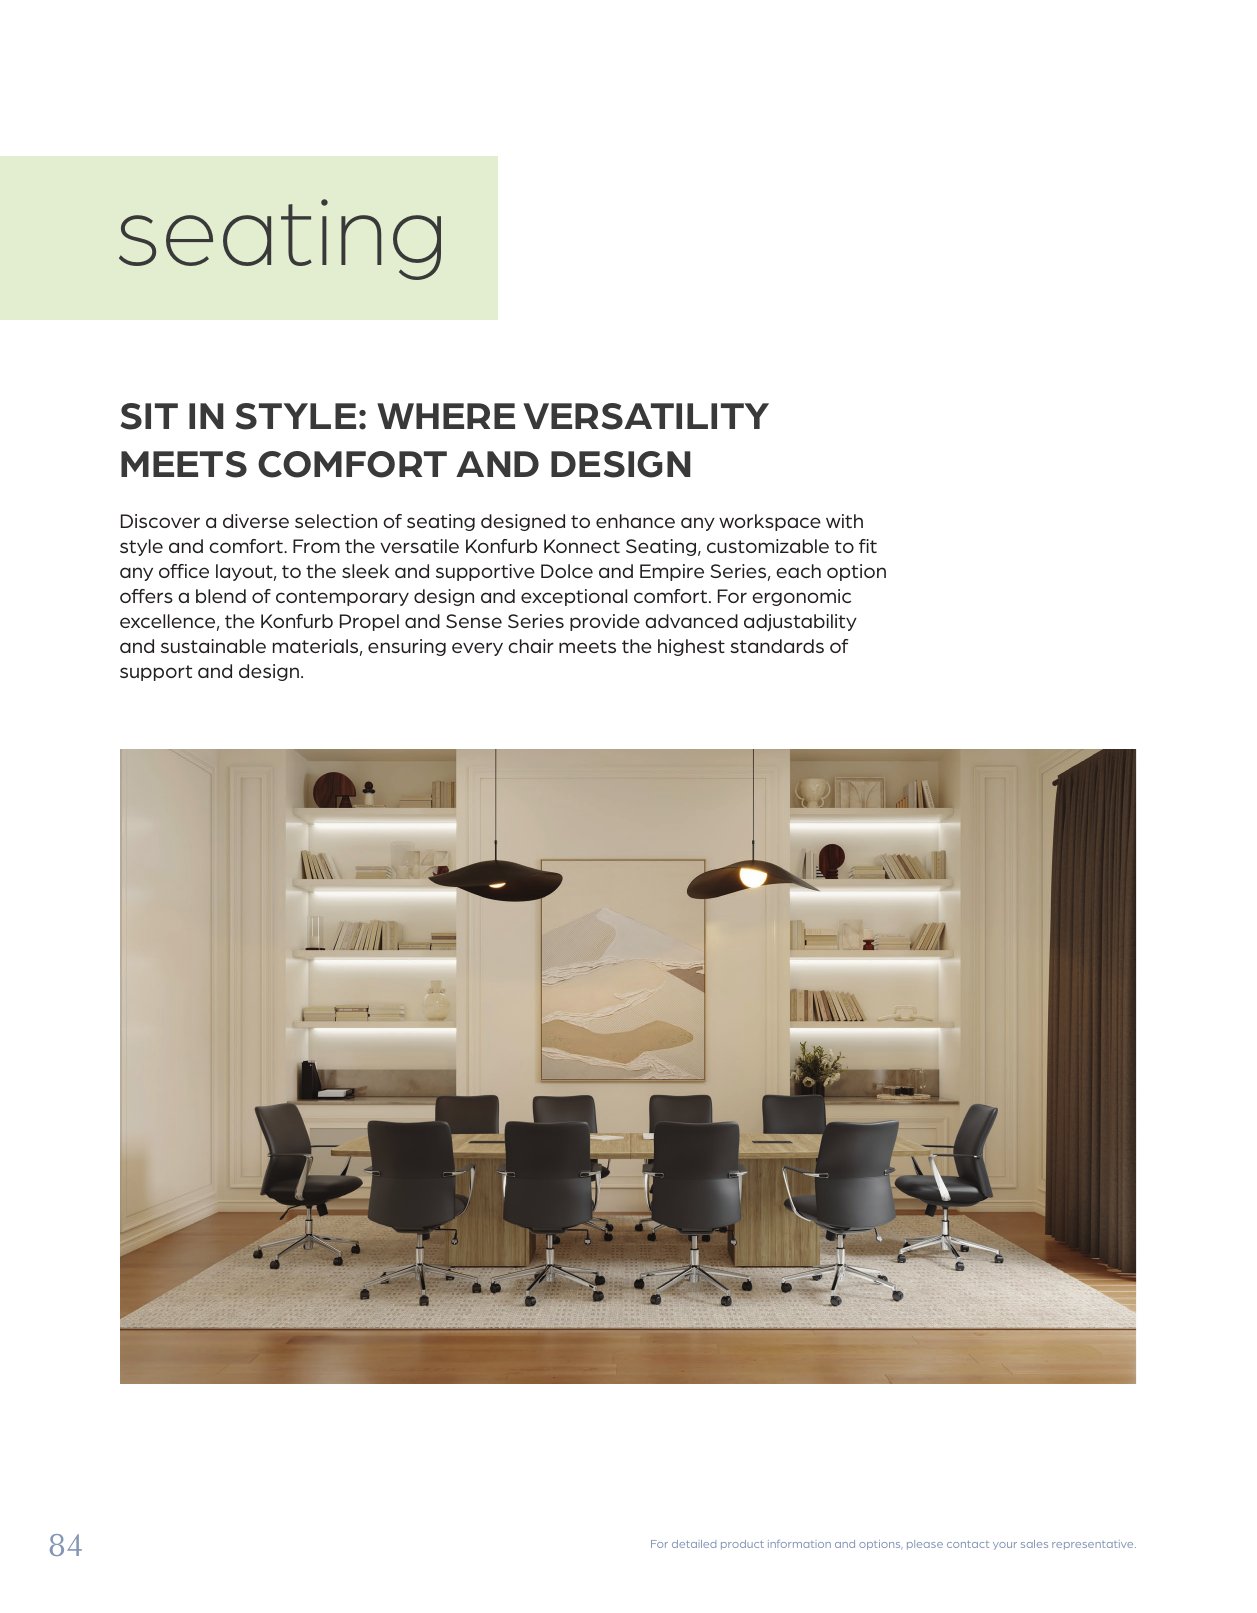 seating
SIT IN STYLE: WHERE VERSATILITY
MEETS COMFORT AND DESIGN
Discover a diverse selection of seating designed to enhance any workspace with
style and comfort. From the versatile Konfurb Konnect Seating, customizable to fit
any office layout, to the sleek and supportive Dolce and Empire Series, each option
offers a blend of contemporary design and exceptional comfort. For ergonomic
excellence, the Konfurb Propel and Sense Series provide advanced adjustability
and sustainable materials, ensuring every chair meets the highest standards of
support and design.
84
For detailed product information and options, please contact your sales representative.